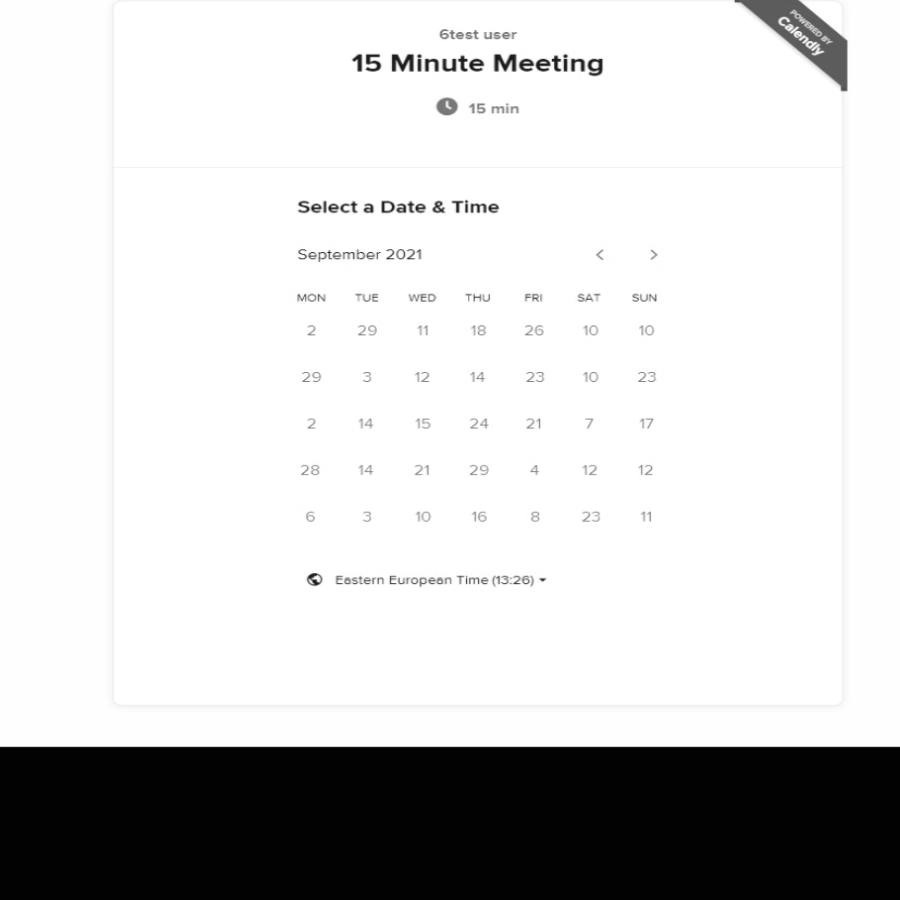 POWERED BY
Calendly
6test user
15 Minute Meeting
15 min
Select a Date & Time
September 2021
MON TUE WED THU FRI SAT SUN
2 29 11 18 26 10 10
29 3 12 14 23 10 23
2 14 15 24 21 7 17
28 14 21 29 4 12 12
6 3 10 16 8 23 11
Eastern European Time (13:26)